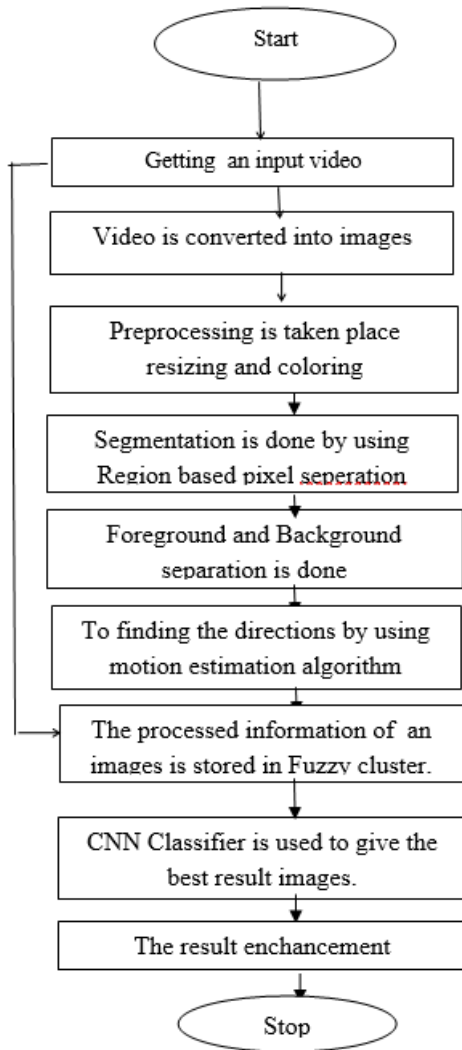 Start
Getting an input video
Video is converted into images
Preprocessing is taken place
resizing and coloring
Segmentation is done by using
Region based pixel seperation
Foreground and Background
separation is done
To finding the directions by using
motion estimation algorithm
The processed information of an
images is stored in Fuzzy cluster.
CNN Classifier is used to give the
best result images.
The result enchancement
Stop